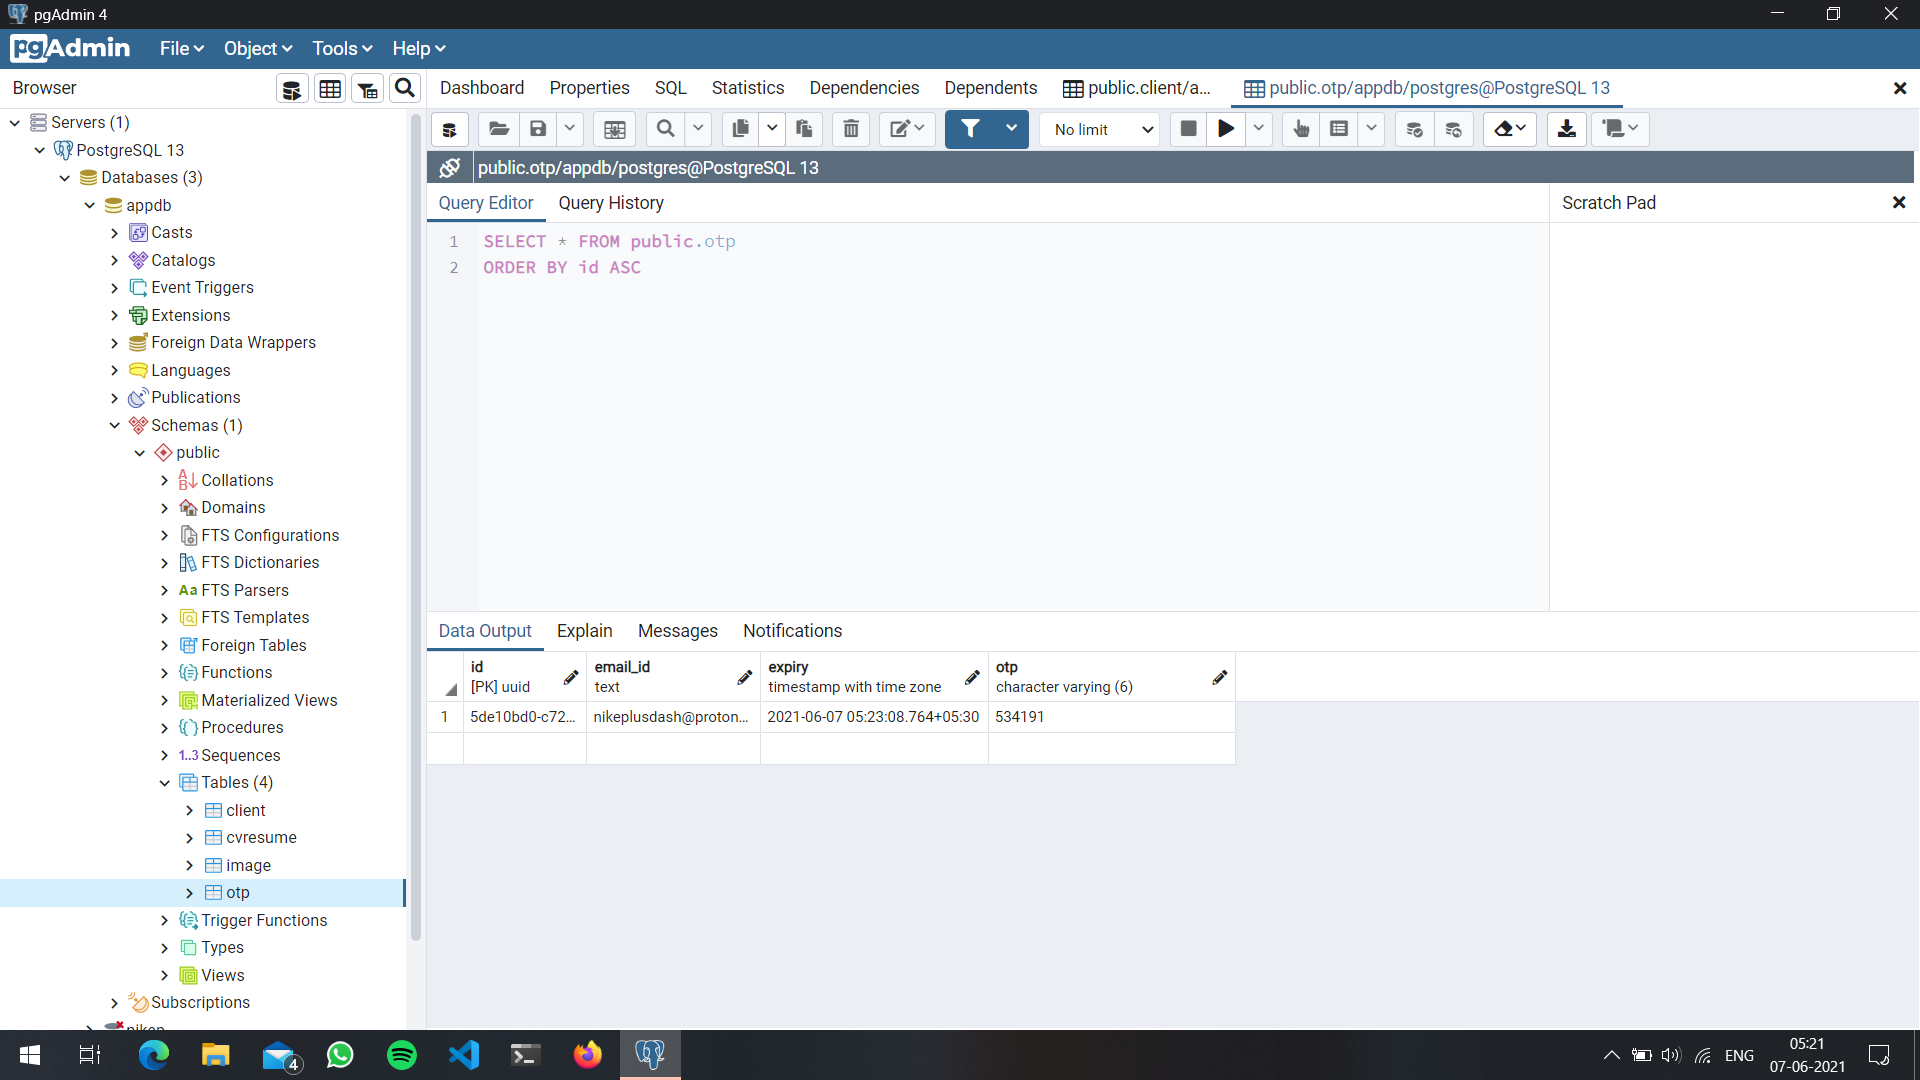 pgAdmin 4
pgAdmin File Object Tools Help
Browser
Dashboard Properties SQL Statistics Dependencies Dependents public.client/a... public.otp/appdb/postgres@PostgreSQL 13
No limit
public.otp/appdb/postgres@PostgreSQL 13
Query Editor Query History
Scratch Pad
1 SELECT * FROM public.otp
2 ORDER BY id ASC
Servers (1)
PostgreSQL 13
Databases (3)
appdb
Casts
Catalogs
Event Triggers
Extensions
Foreign Data Wrappers
Languages
Publications
Schemas (1)
public
Collations
Domains
FTS Configurations
FTS Dictionaries
Aa FTS Parsers
FTS Templates
Foreign Tables
Functions
Materialized Views
Procedures
1..3 Sequences
Tables (4)
client
cvresume
image
otp
Trigger Functions
Types
Views
Subscriptions
nikep
Data Output Explain Messages Notifications
id email_id expiry otp
[PK] uuid text timestamp with time zone character varying (6)
1 5de10bd0-c72... nikeplusdash@proton... 2021-06-07 05:23:08.764+05:30 534191
4
ENG
05:21
07-06-2021